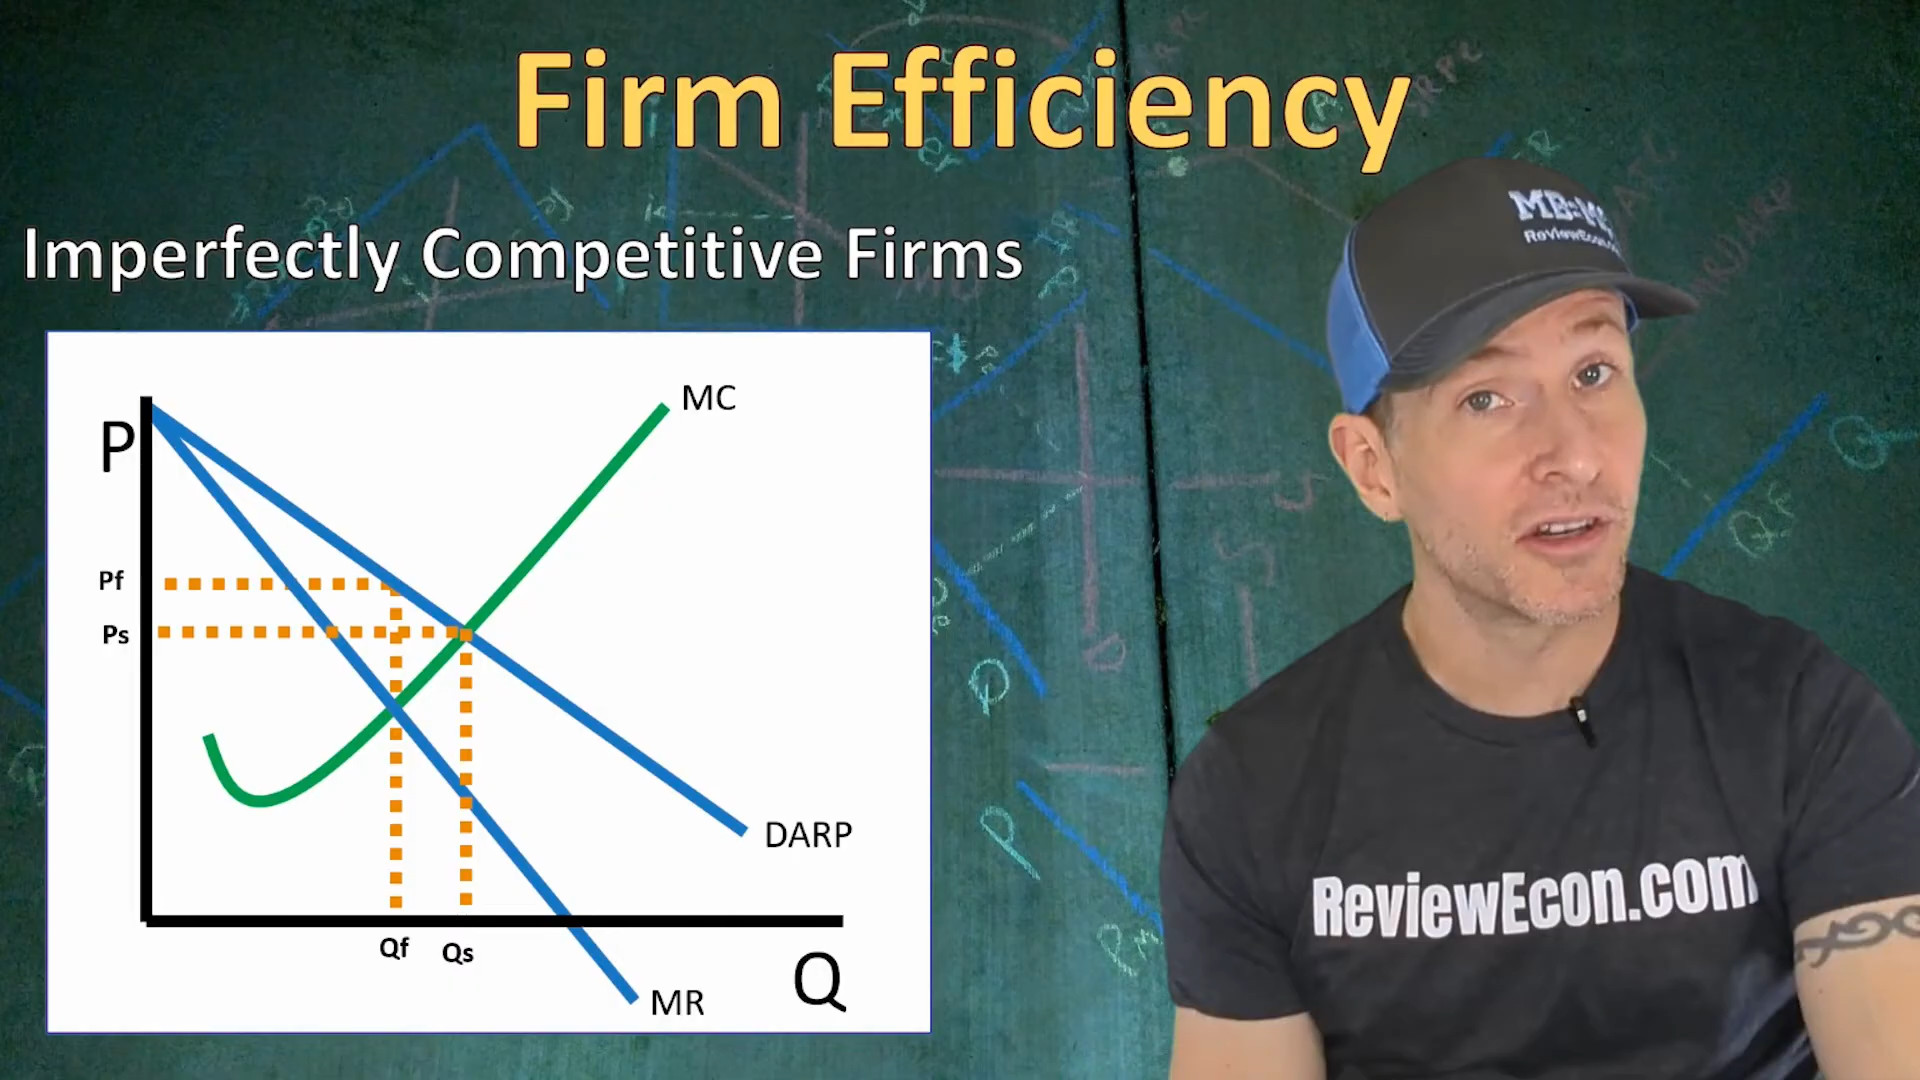 Firm Efficiency
Imperfectly Competitive Firms
MC
P
Pf
Ps
DARP
Qf
Qs
Q
MR
ReviewEcon.com